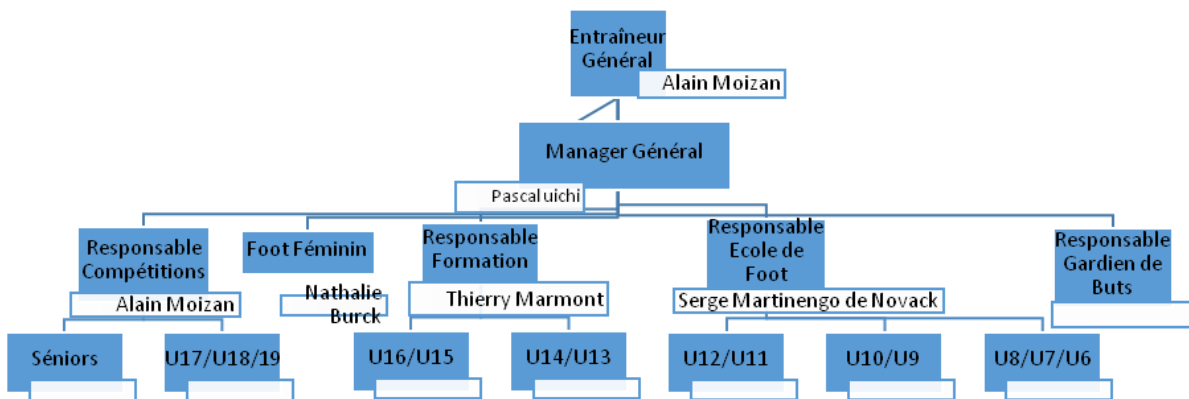 Entraîneur
Général
Alain Moizan
Manager Général
Pascal uichi
Responsable
Compétitions
Alain Moizan
Foot Féminin
Nathalie
Burck
Responsable
Formation
Thierry Marmont
Responsable
Ecole de
Foot
Serge Martinengo de Novack
Responsable
Gardien de
Buts
Séniors
U17/U18/19
U16/U15
U14/U13
U12/U11
U10/U9
U8/U7/U6